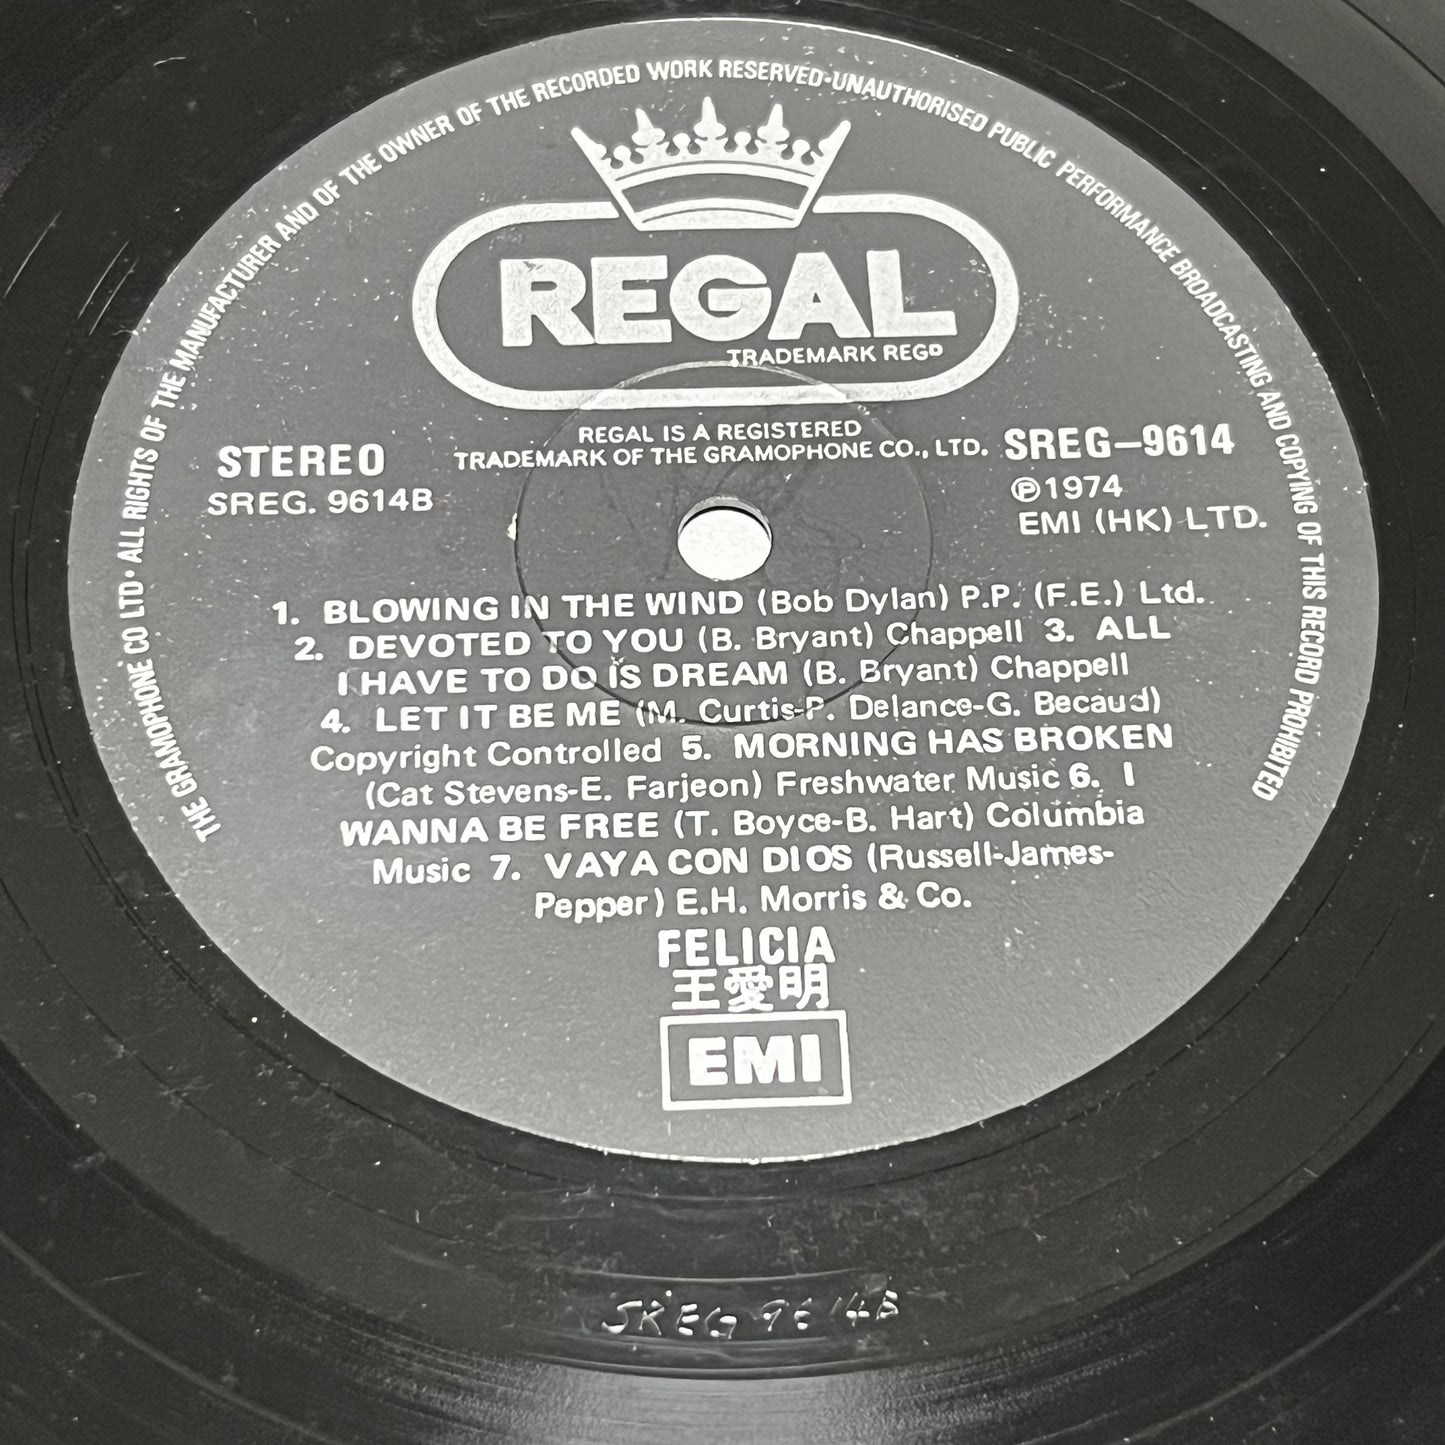 THE GRAMOPHONE CO LTD • ALL RIGHTS OF THE MANUFACTURER AND OF THE OWNER OF THE RECORDED WORK RESERVED-UNAUTHORISED PUBLIC PERFORMANCE BROADCASTING AND COPYING OF THIS RECORD PROHIBITED
REGAL
TRADEMARK REGD
REGAL IS A REGISTERED
TRADEMARK OF THE GRAMOPHONE CO., LTD.
STEREO
SREG. 9614B
SREG-9614
Ⓟ1974
EMI (HK) LTD.
1. BLOWING IN THE WIND (Bob Dylan) P.P. (F.E.) Ltd.
2. DEVOTED TO YOU (B. Bryant) Chappell 3. ALL
I HAVE TO DO IS DREAM (B. Bryant) Chappell
4. LET IT BE ME (M. Curtis-P. Delance-G. Becaud)
Copyright Controlled 5. MORNING HAS BROKEN
(Cat Stevens-E. Farjeon) Freshwater Music 6. I
WANNA BE FREE (T. Boyce-B. Hart) Columbia
Music 7. VAYA CON DIOS (Russell-James-
Pepper) E.H. Morris & Co.
FELICIA
王愛明
EMI
SREG 9614B